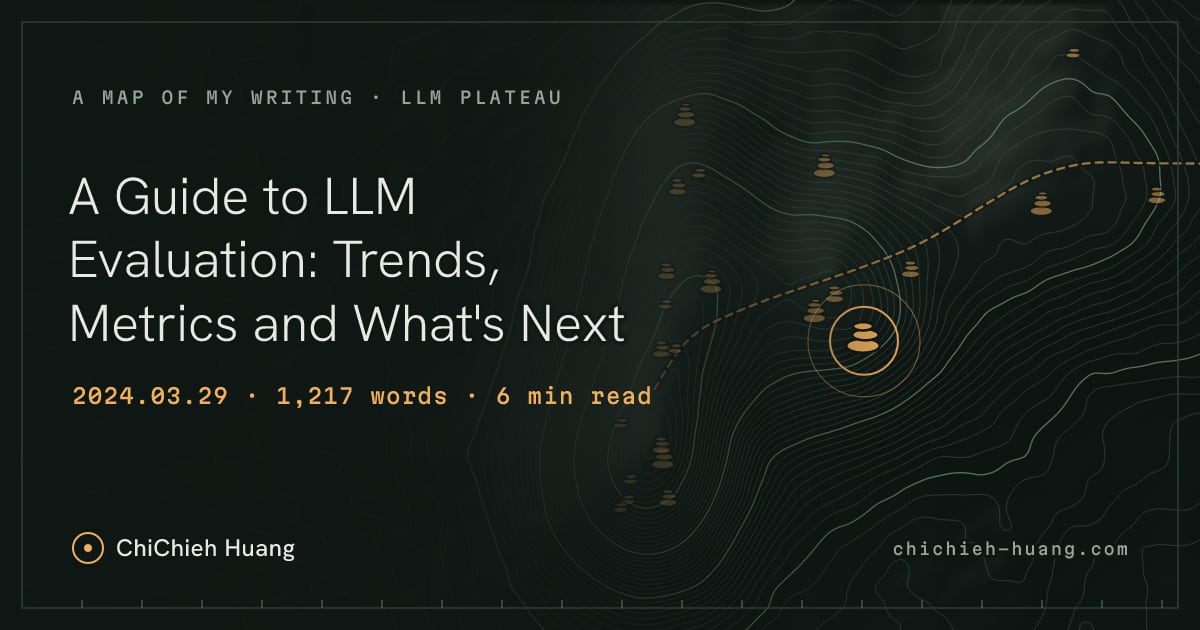 A MAP OF MY WRITING · LLM PLATEAU
A Guide to LLM
Evaluation: Trends,
Metrics and What's Next
2024.03.29 · 1,217 words · 6 min read
ChiChieh Huang
chichieh-huang.com